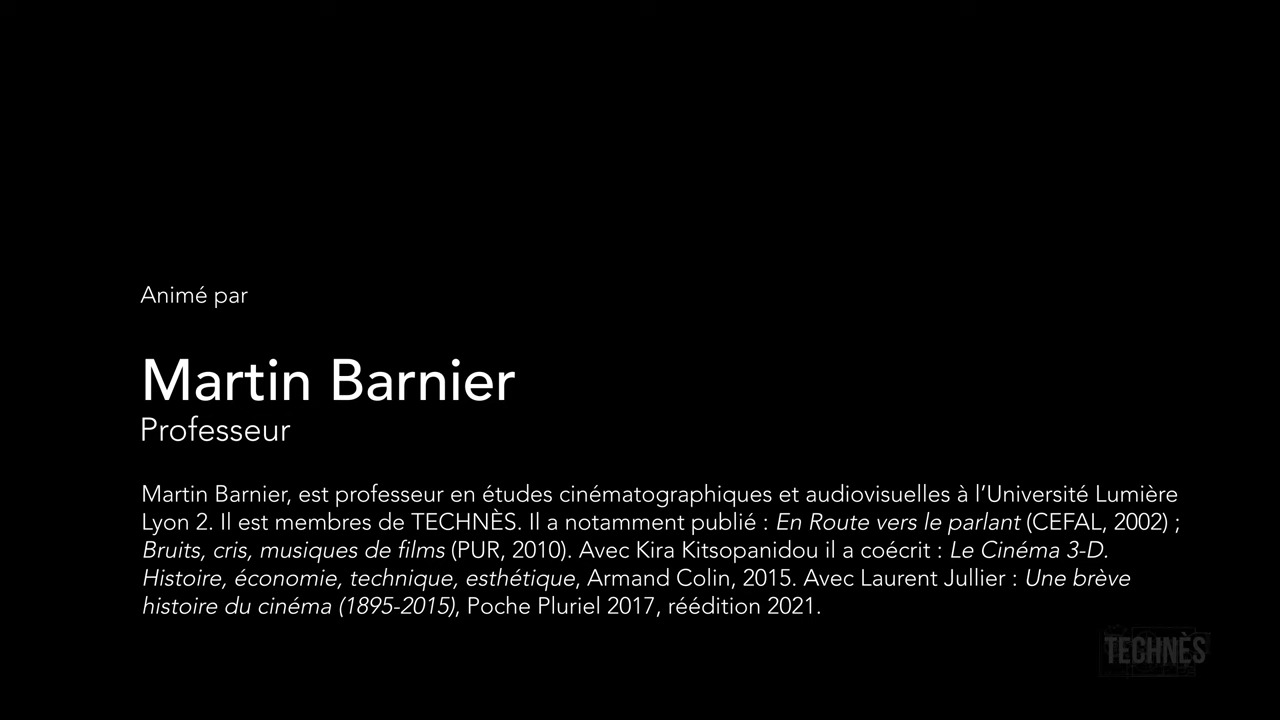 Animé par
Martin Barnier
Professeur
Martin Barnier, est professeur en études cinématographiques et audiovisuelles à l’Université Lumière
Lyon 2. Il est membres de TECHNÈS. Il a notamment publié : En Route vers le parlant (CEFAL, 2002) ;
Bruits, cris, musiques de films (PUR, 2010). Avec Kira Kitsopanidou il a coécrit : Le Cinéma 3-D.
Histoire, économie, technique, esthétique, Armand Colin, 2015. Avec Laurent Jullier : Une brève
histoire du cinéma (1895-2015), Poche Pluriel 2017, réédition 2021.
TECHNÈS